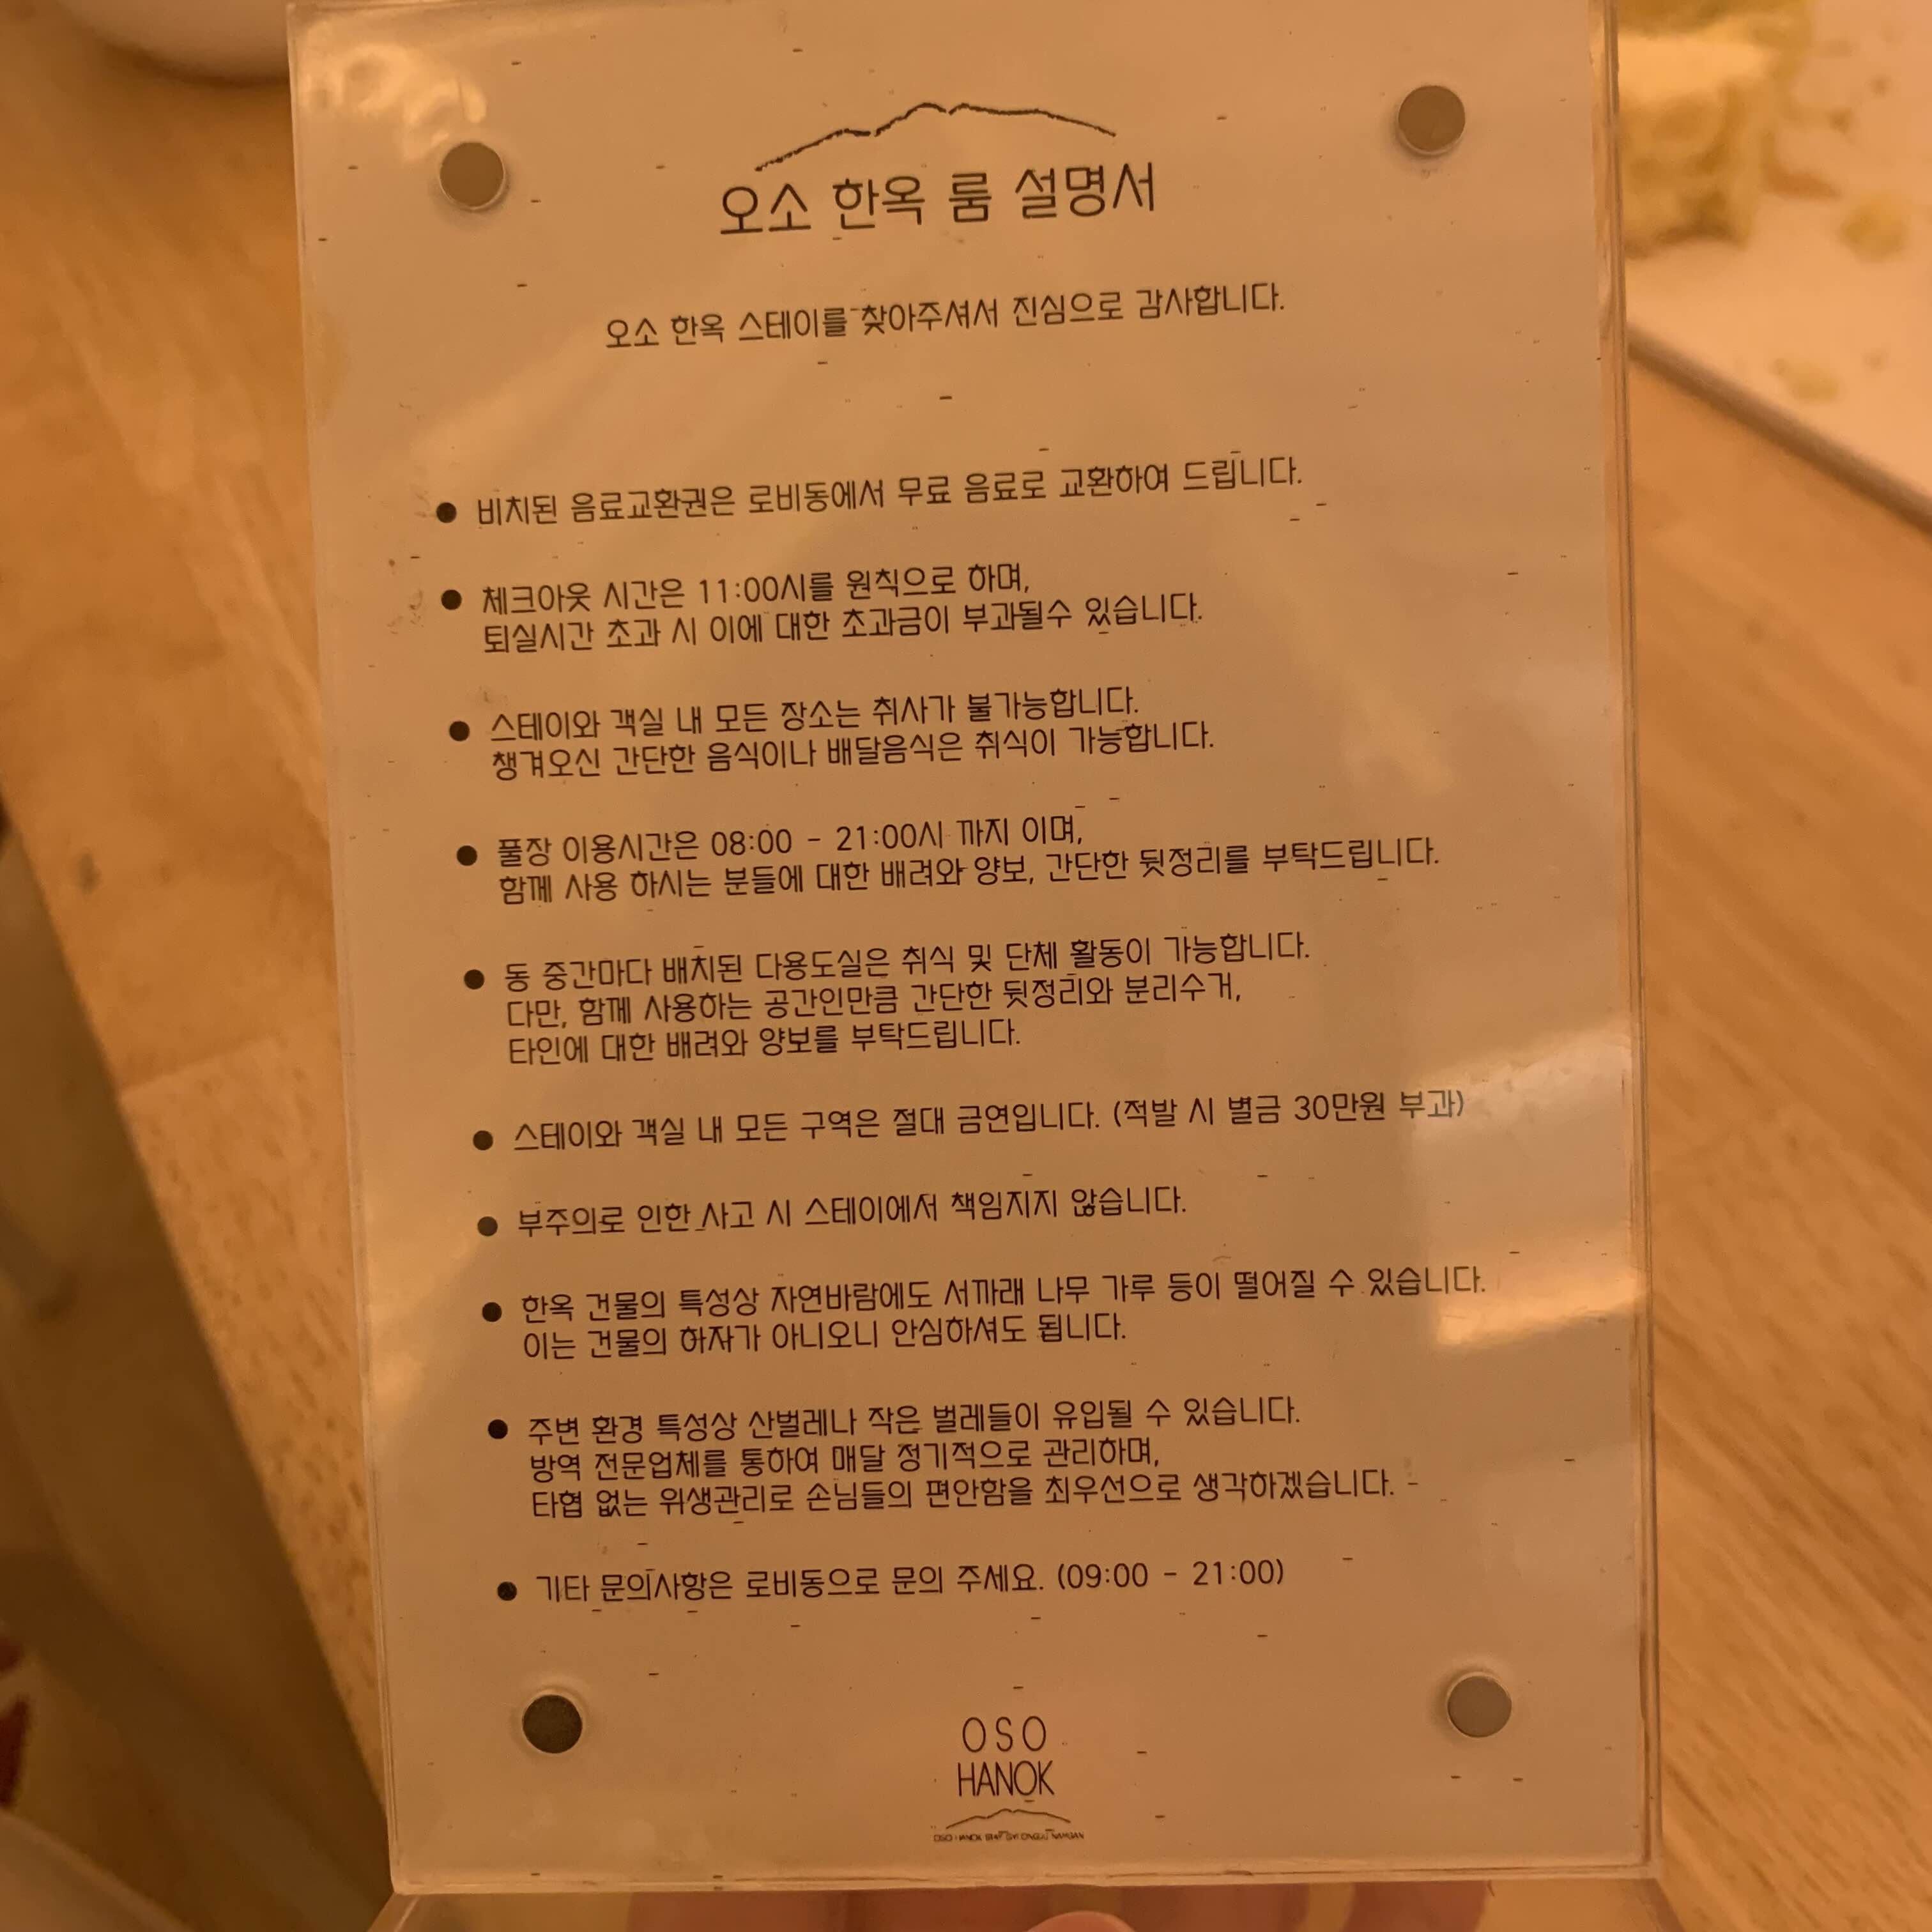 오소 한옥 룸 설명서
오소 한옥 스테이를 찾아주셔서 진심으로 감사합니다.
● 비치된 음료교환권은 로비동에서 무료 음료로 교환하여 드립니다.
● 체크아웃 시간은 11:00시를 원칙으로 하며,
퇴실시간 초과 시 이에 대한 초과금이 부과될수 있습니다.
● 스테이와 객실 내 모든 장소는 취사가 불가능합니다.
챙겨오신 간단한 음식이나 배달음식은 취식이 가능합니다.
● 풀장 이용시간은 08:00 - 21:00시 까지 이며,
함께 사용 하시는 분들에 대한 배려와 양보, 간단한 뒷정리를 부탁드립니다.
● 동 중간마다 배치된 다용도실은 취식 및 단체 활동이 가능합니다.
다만, 함께 사용하는 공간인만큼 간단한 뒷정리와 분리수거,
타인에 대한 배려와 양보를 부탁드립니다.
● 스테이와 객실 내 모든 구역은 절대 금연입니다. (적발 시 별금 30만원 부과)
● 부주의로 인한 사고 시 스테이에서 책임지지 않습니다.
● 한옥 건물의 특성상 자연바람에도 서까래 나무 가루 등이 떨어질 수 있습니다.
이는 건물의 하자가 아니오니 안심하셔도 됩니다.
● 주변 환경 특성상 산벌레나 작은 벌레들이 유입될 수 있습니다.
방역 전문업체를 통하여 매달 정기적으로 관리하며,
타협 없는 위생관리로 손님들의 편안함을 최우선으로 생각하겠습니다.
● 기타 문의사항은 로비동으로 문의 주세요. (09:00 - 21:00)
OSO
HANOK
OSO HANOK